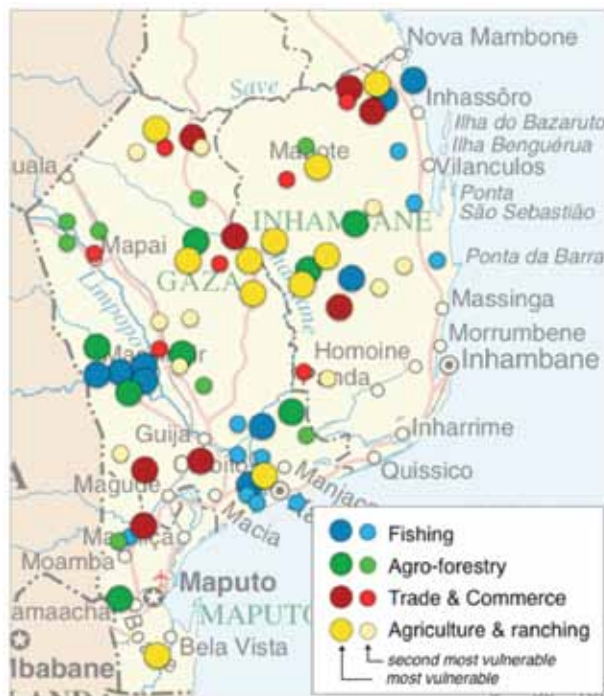 Nova Mambone
Save
Inhassôro
Ilha do Bazaruto
Ilha Benguérua
Vilanculos
Ponta
São Sebastião
INHAMBANE
Mapai
Ponta da Barra
GAZA
Limpopo
Massinga
Morrumbene
Homoine
Inhambane
Guija
Inharrime
Quissico
Magude
Macia
Moamba
Maputo
MAPUTO
Bela Vista
Fishing
Agro-forestry
Trade & Commerce
Agriculture & ranching
second most vulnerable
most vulnerable